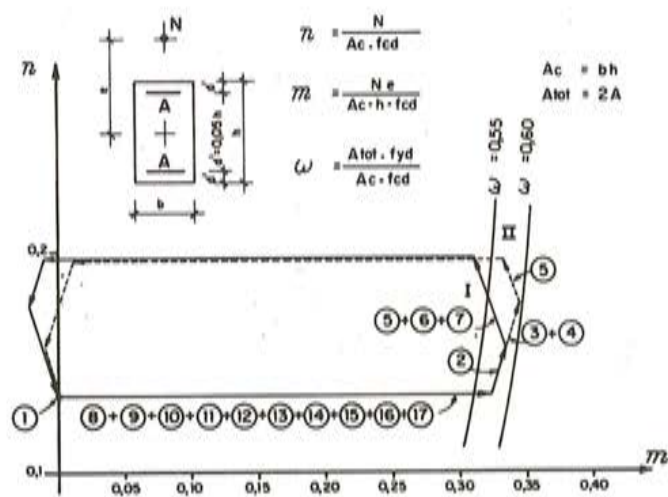 N
n = N / Ac . fcd
n
e
d'
A
A
d'
d'=0,05h
h
b
m = N e / Ac . h . fcd
ω = Atot . fyd / Ac . fcd
Ac = bh
Atot = 2A
ω = 0,55
ω = 0,60
II
0,2
I
5
5+6+7
3+4
2
1
8+9+10+11+12+13+14+15+16+17
0,1
0,05
0,10
0,15
0,20
0,25
0,30
0,35
0,40
m